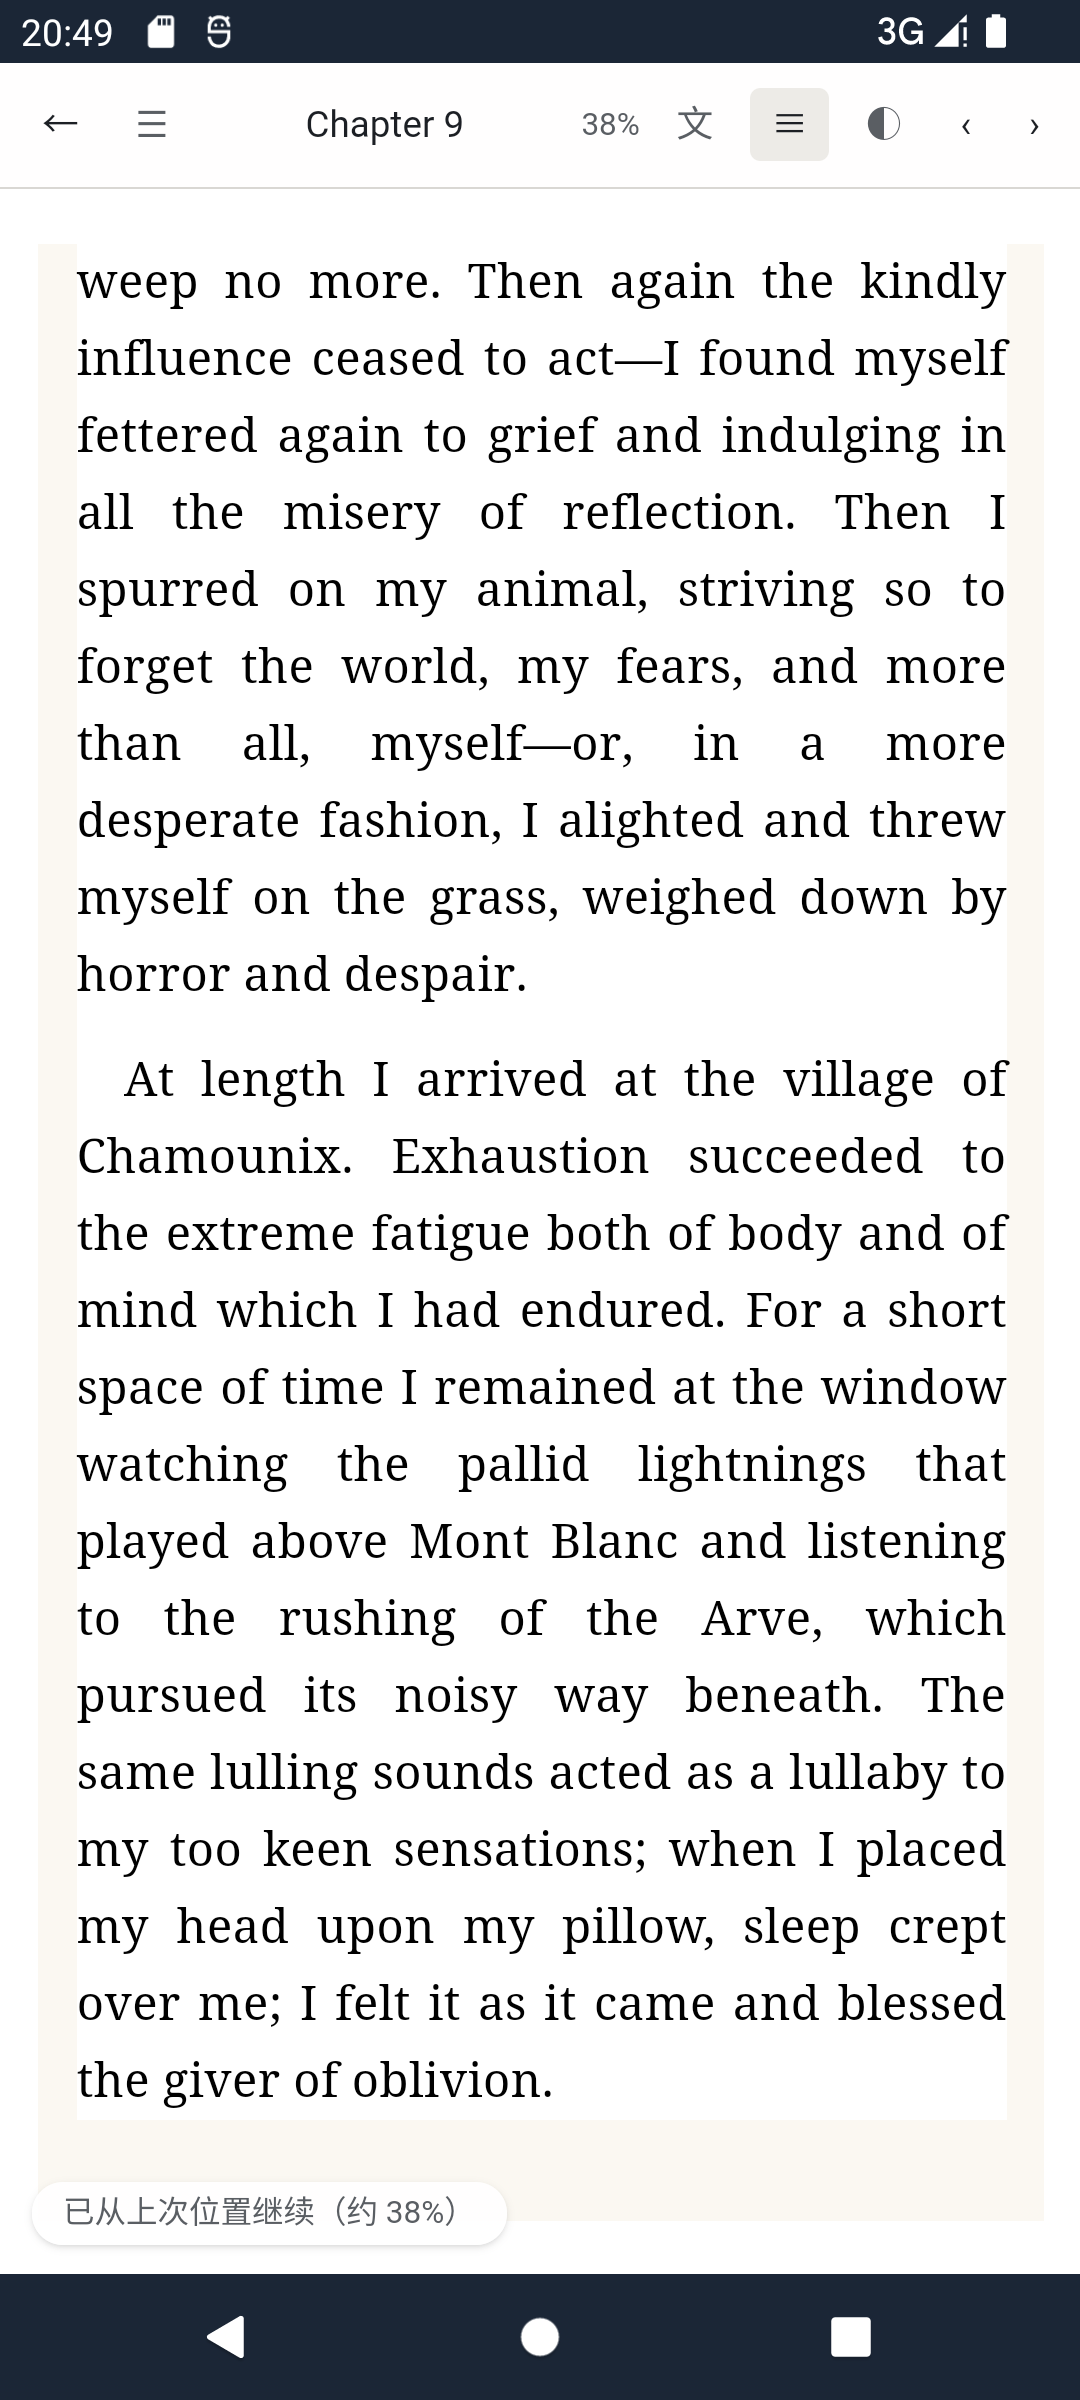 20:49
3G
Chapter 9
38%
文
weep no more. Then again the kindly
influence ceased to act—I found myself
fettered again to grief and indulging in
all the misery of reflection. Then I
spurred on my animal, striving so to
forget the world, my fears, and more
than all, myself—or, in a more
desperate fashion, I alighted and threw
myself on the grass, weighed down by
horror and despair.
At length I arrived at the village of
Chamounix. Exhaustion succeeded to
the extreme fatigue both of body and of
mind which I had endured. For a short
space of time I remained at the window
watching the pallid lightnings that
played above Mont Blanc and listening
to the rushing of the Arve, which
pursued its noisy way beneath. The
same lulling sounds acted as a lullaby to
my too keen sensations; when I placed
my head upon my pillow, sleep crept
over me; I felt it as it came and blessed
the giver of oblivion.
已从上次位置继续（约 38%）